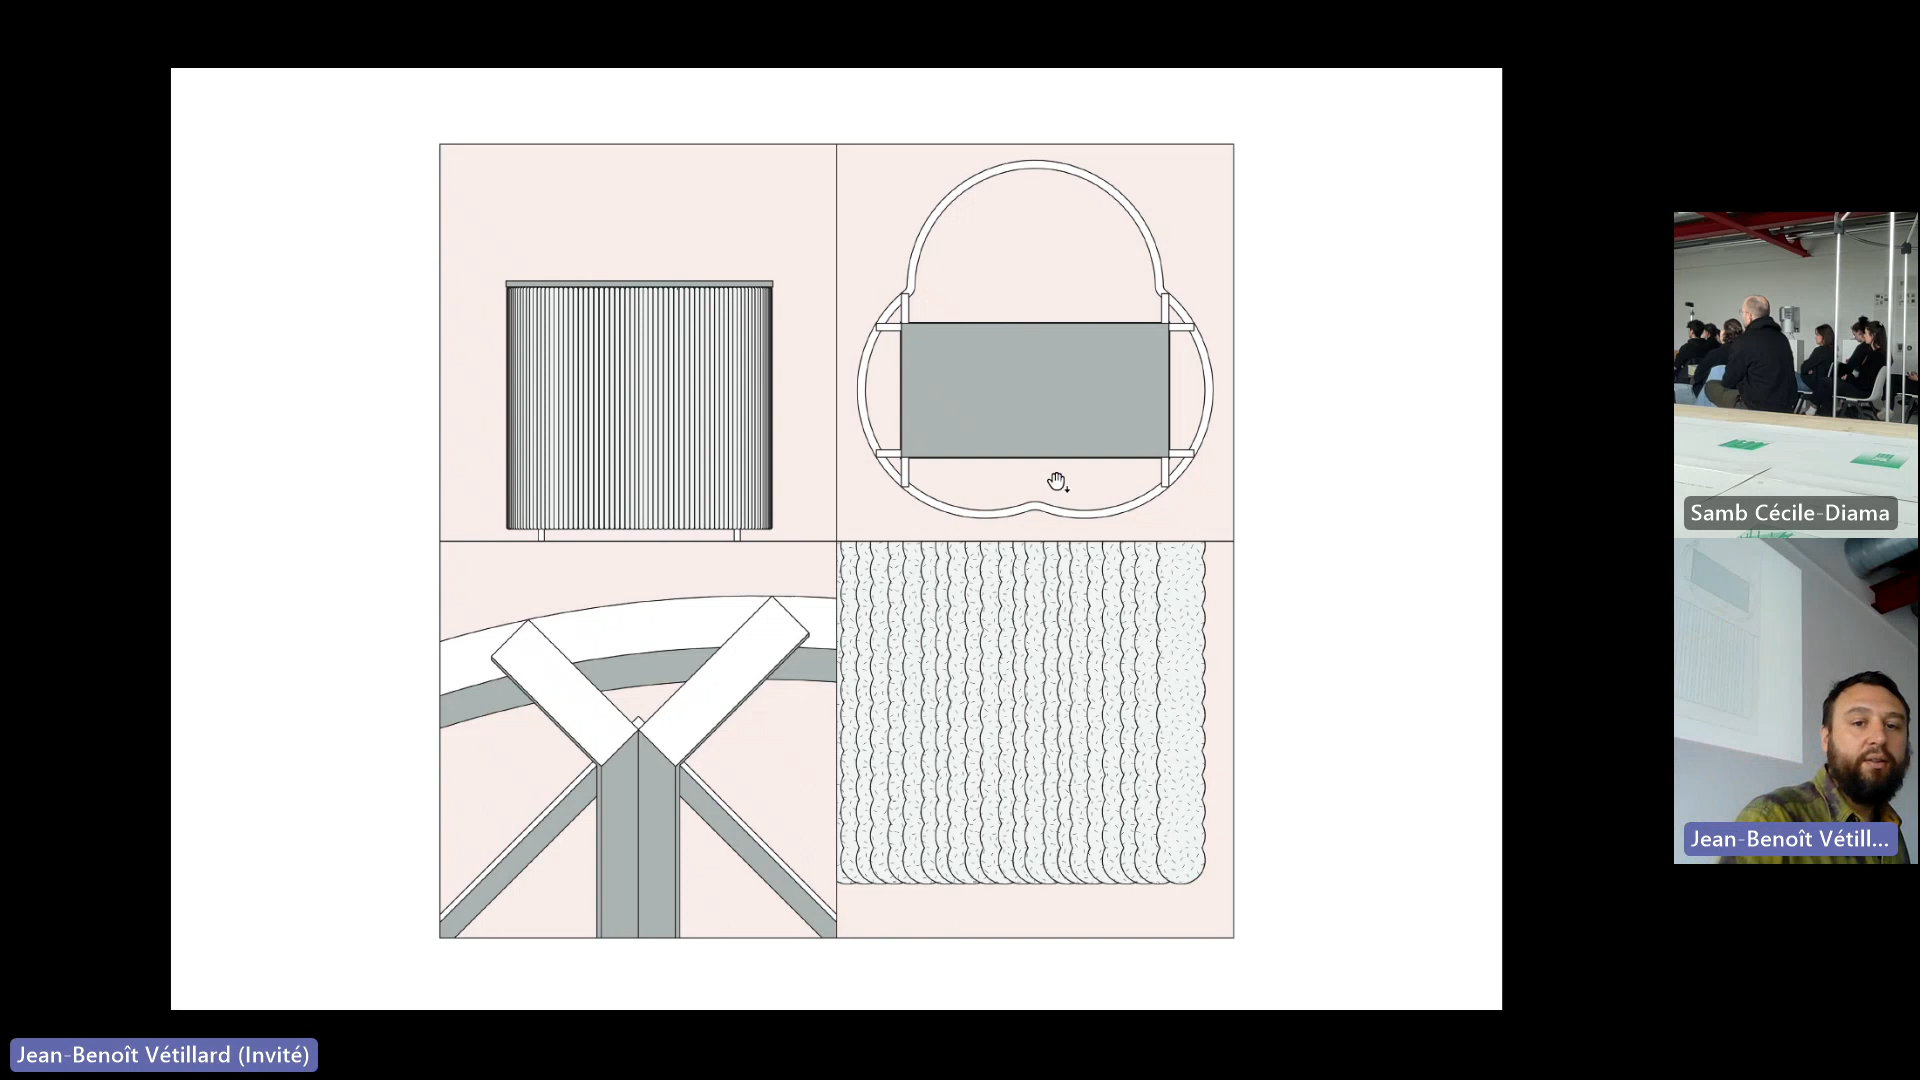 Samb Cécile-Diama
Jean-Benoît Vétill...
Jean-Benoît Vétillard (Invité)